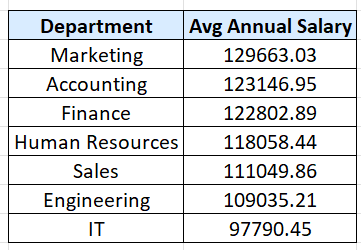 Department Avg Annual Salary
Marketing 129663.03
Accounting 123146.95
Finance 122802.89
Human Resources 118058.44
Sales 111049.86
Engineering 109035.21
IT 97790.45